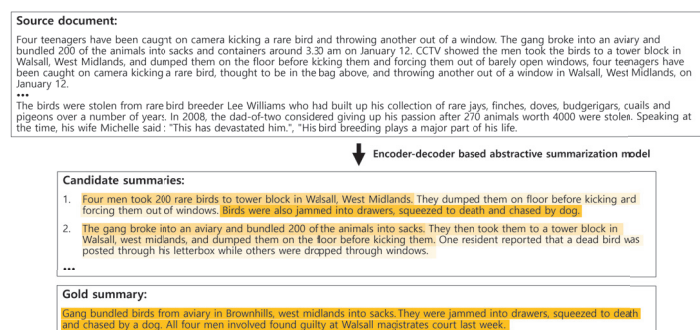 Source document:
Four teenagers have been caught on camera kicking a rare bird and throwing another out of a window. The gang broke into an aviary and
bundled 200 of the animals into sacks and containers around 3.30 am on January 12. CCTV showed the men took the birds to a tower block in
Walsall, West Midlands, and dumped them on the floor before kicking them and forcing them out of barely open windows, four teenagers have
been caught on camera kicking a rare bird, thought to be in the bag above, and throwing another out of a window in Walsall, West Midlands, on
January 12.
•••
The birds were stolen from rare bird breeder Lee Williams who had built up his collection of rare jays, finches, doves, budgerigars, cuails and
pigeons over a number of years. In 2008, the dad-of-two considered giving up his passion after 270 animals worth 4000 were stolen. Speaking at
the time, his wife Michelle said : "This has devastated him.", "His bird breeding plays a major part of his life.
Encoder-decoder based abstractive summarization model
Candidate summaries:
1. Four men took 200 rare birds to tower block in Walsall, West Midlands. They dumped them on floor before kicking and
forcing them out of windows. Birds were also jammed into drawers, squeezed to death and chased by dog.
2. The gang broke into an aviary and bundled 200 of the animals into sacks. They then took them to a tower block in
Walsall, west midlands, and dumped them on the floor before kicking them. One resident reported that a dead bird was
posted through his letterbox while others were dropped through windows.
•••
Gold summary:
Gang bundled birds from aviary in Brownhills, west midlands into sacks. They were jammed into drawers, squeezed to death
and chased by a dog. All four men involved found guilty at Walsall magistrates court last week.